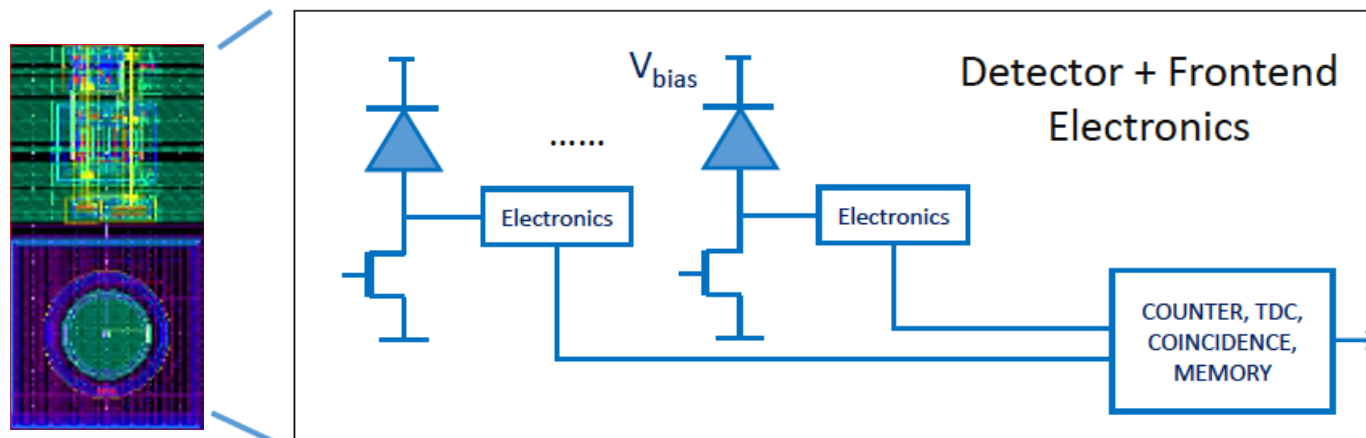 V_bias
Detector + Frontend
Electronics
......
Electronics
Electronics
COUNTER, TDC,
COINCIDENCE,
MEMORY